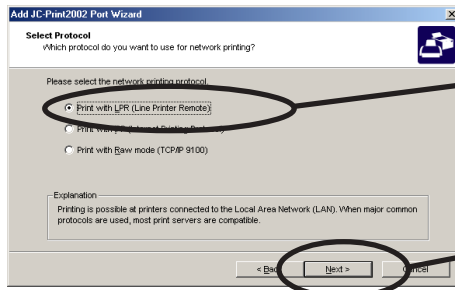 Add JC-Print2002 Port Wizard
Select Protocol
Which protocol do you want to use for network printing?
Please select the network printing protocol.
Print with LPR (Line Printer Remote)
Print with
Print with Raw mode (TCP/IP 9100)
Explanation
Printing is possible at printers connected to the Local Area Network (LAN). When major common
protocols are used, most print servers are compatible.
< Back
Next >
Cancel